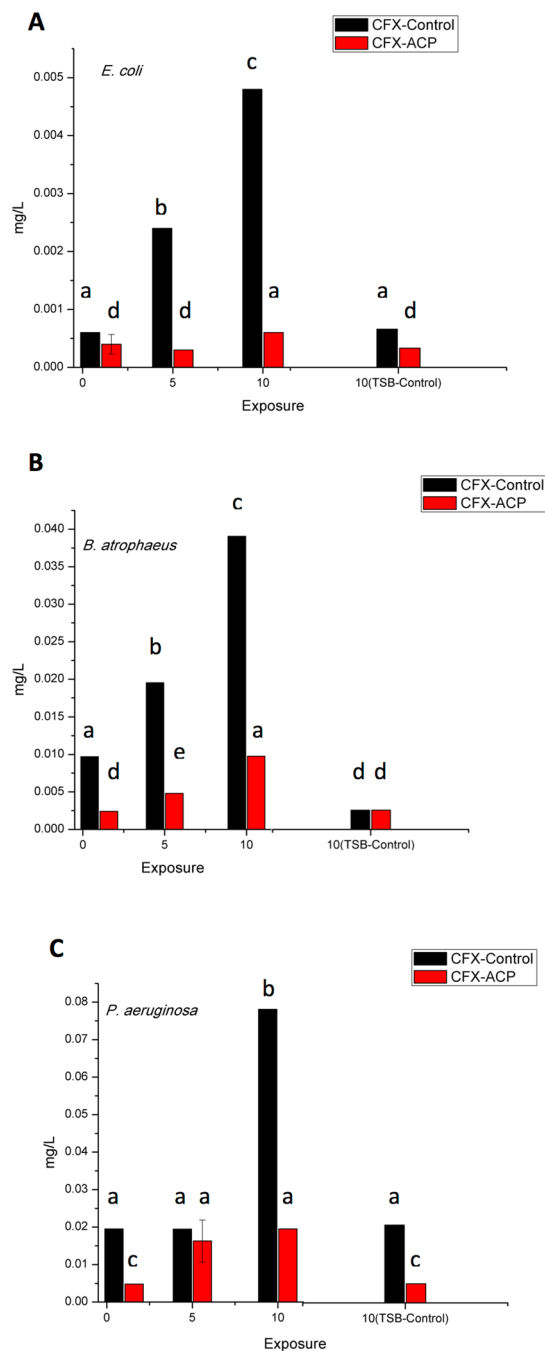 A
CFX-Control
CFX-ACP
E. coli
c
0.005
0.004
b
0.003
mg/L
0.002
a d d a a d
0.001
0.000
0 5 10 10(TSB-Control)
Exposure
B
CFX-Control
CFX-ACP
c
0.040
B. atrophaeus
0.035
0.030
b
0.025
mg/L
0.020
a e a
0.015
d d d
0.010
0.005
0.000
0 5 10 10(TSB-Control)
Exposure
C
CFX-Control
CFX-ACP
b
P. aeruginosa
0.08
0.07
0.06
0.05
mg/L
0.04
a a a a a
0.03
c c
0.02
0.01
0.00
0 5 10 10(TSB-Control)
Exposure